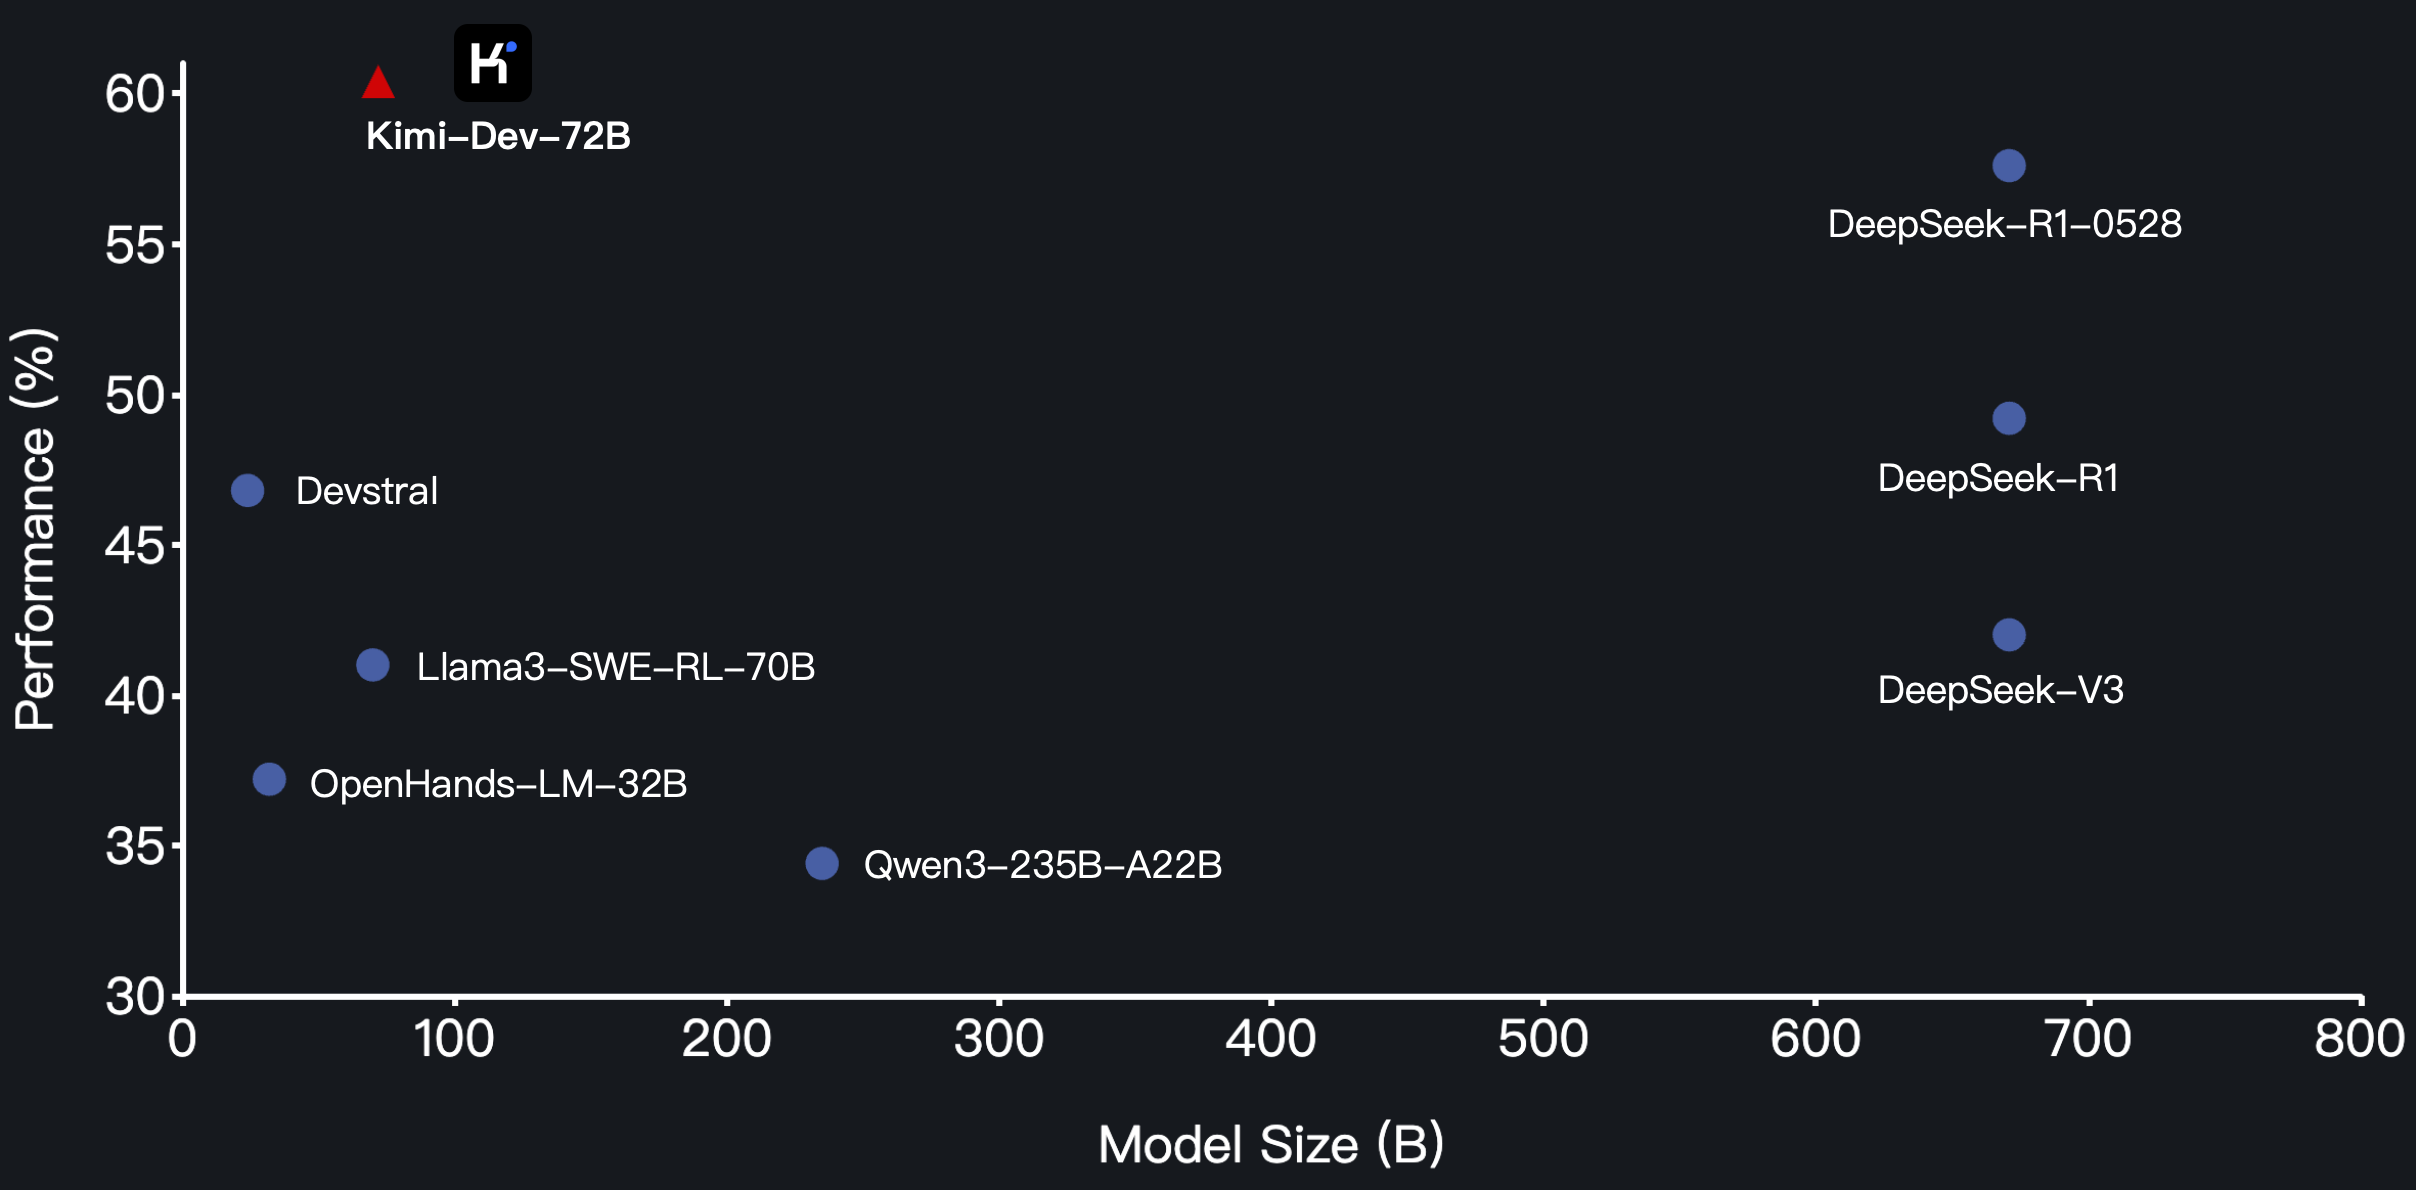 60
Kimi-Dev-72B
DeepSeek-R1-0528
55
50
DeepSeek-R1
Devstral
45
Performance (%)
Llama3-SWE-RL-70B
40
DeepSeek-V3
OpenHands-LM-32B
35
Qwen3-235B-A22B
30
0 100 200 300 400 500 600 700 800
Model Size (B)